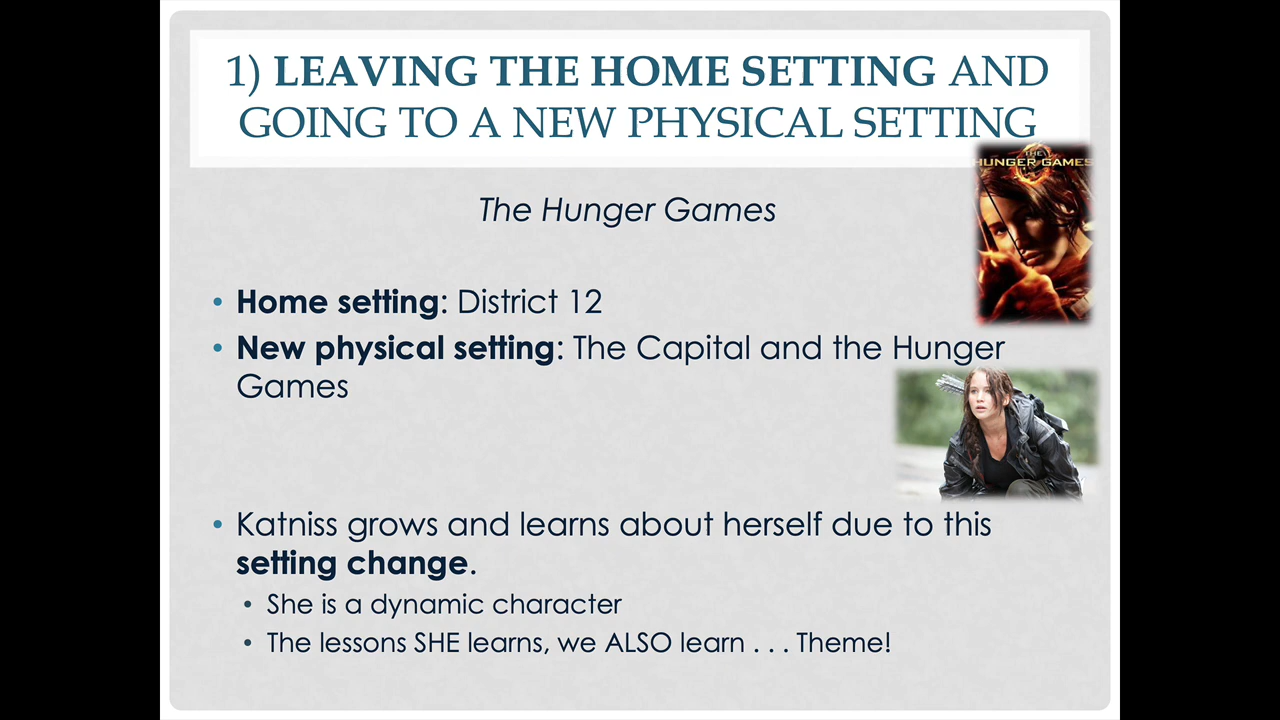 1) LEAVING THE HOME SETTING AND
GOING TO A NEW PHYSICAL SETTING
THE
HUNGER GAMES
The Hunger Games
• Home setting: District 12
• New physical setting: The Capital and the Hunger
Games
• Katniss grows and learns about herself due to this
setting change.
• She is a dynamic character
• The lessons SHE learns, we ALSO learn . . . Theme!